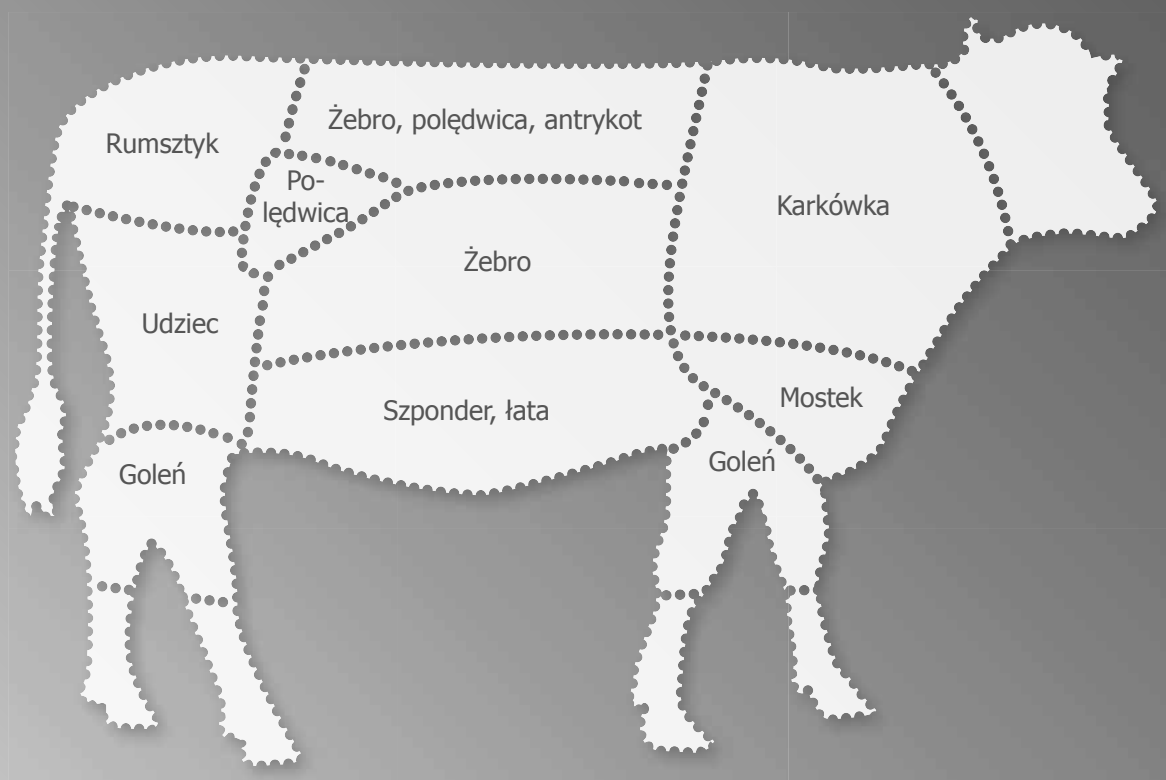 Żebro, polędwica, antrykot
Rumsztyk
Po-
lędwica
Karkówka
Żebro
Udziec
Mostek
Szponder, łata
Goleń
Goleń